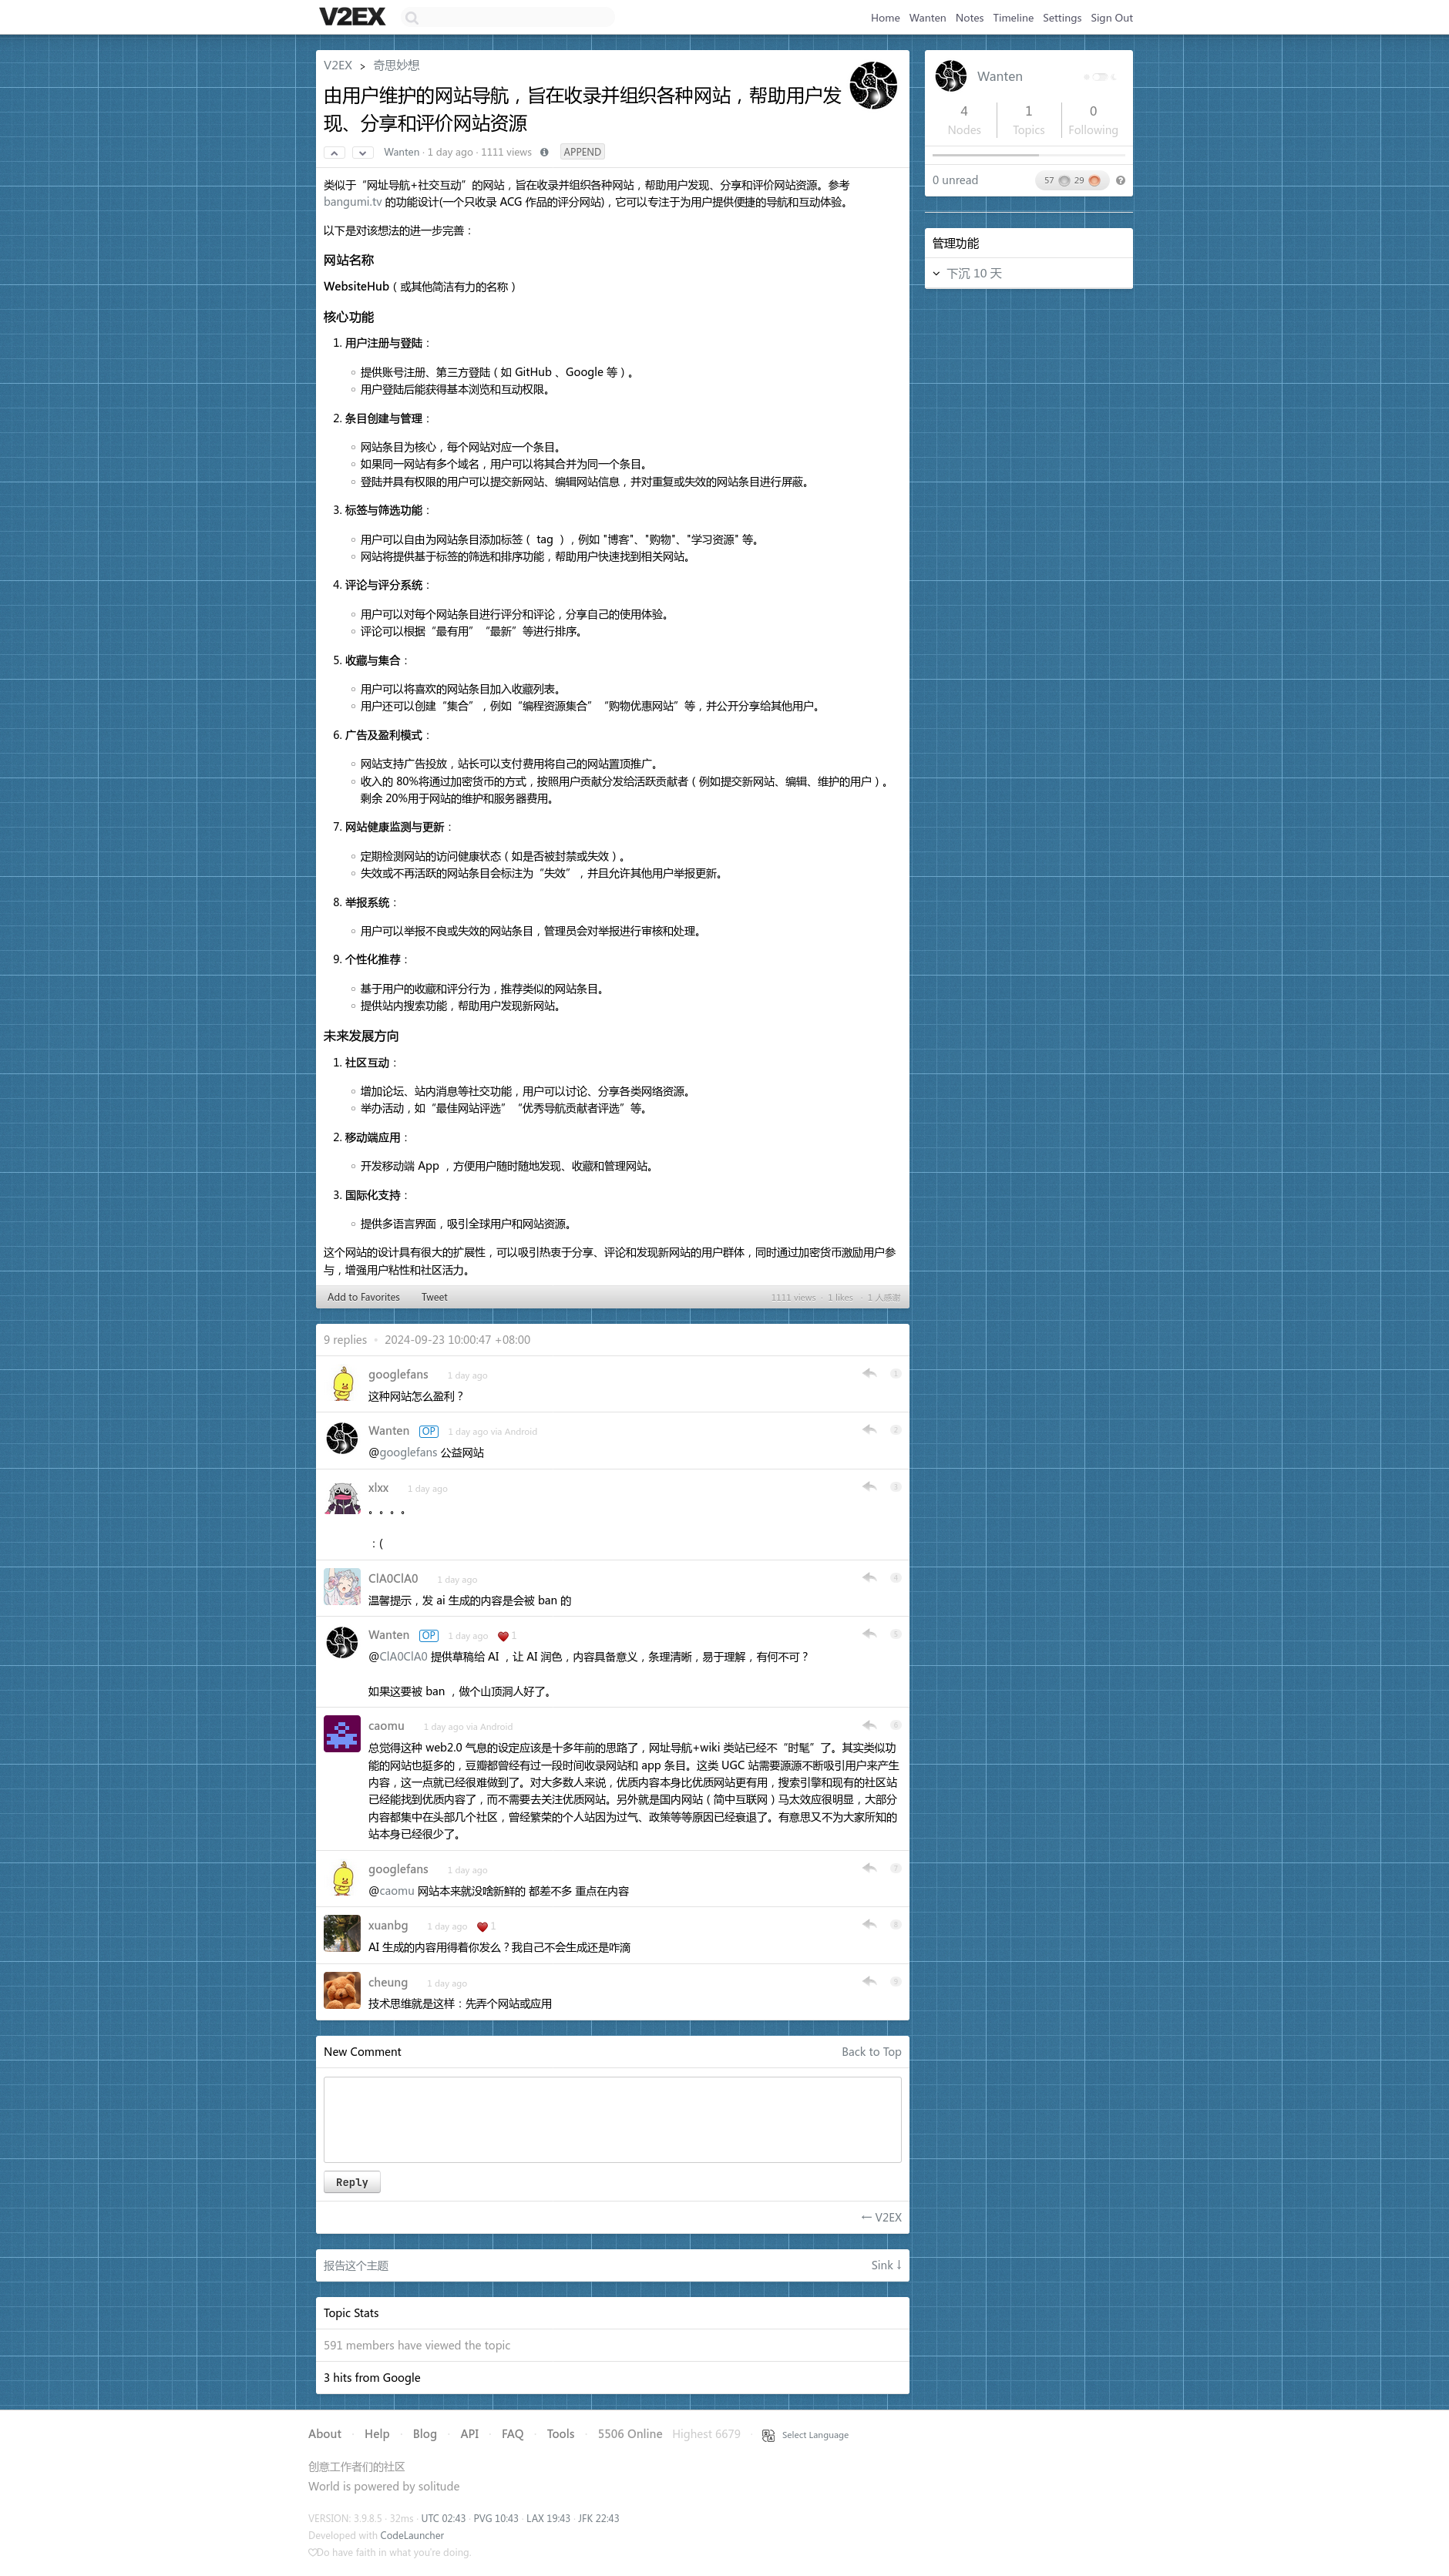 V2EX
Home Wanten Notes Timeline Settings Sign Out
V2EX > 奇思妙想
由用户维护的网站导航，旨在收录并组织各种网站，帮助用户发
现、分享和评价网站资源
Wanten · 1 day ago · 1111 views APPEND
类似于“网址导航+社交互动”的网站，旨在收录并组织各种网站，帮助用户发现、分享和评价网站资源。参考
bangumi.tv 的功能设计(一个只收录 ACG 作品的评分网站)，它可以专注于为用户提供便捷的导航和互动体验。
以下是对该想法的进一步完善：
网站名称
WebsiteHub（或其他简洁有力的名称）
核心功能
1. 用户注册与登陆：
提供账号注册、第三方登陆（如 GitHub 、Google 等）。
用户登陆后能获得基本浏览和互动权限。
2. 条目创建与管理：
网站条目为核心，每个网站对应一个条目。
如果同一网站有多个域名，用户可以将其合并为同一个条目。
登陆并具有权限的用户可以提交新网站、编辑网站信息，并对重复或失效的网站条目进行屏蔽。
3. 标签与筛选功能：
用户可以自由为网站条目添加标签（ tag ），例如 "博客"、"购物"、"学习资源" 等。
网站将提供基于标签的筛选和排序功能，帮助用户快速找到相关网站。
4. 评论与评分系统：
用户可以对每个网站条目进行评分和评论，分享自己的使用体验。
评论可以根据“最有用”“最新”等进行排序。
5. 收藏与集合：
用户可以将喜欢的网站条目加入收藏列表。
用户还可以创建“集合”，例如“编程资源集合”“购物优惠网站”等，并公开分享给其他用户。
6. 广告及盈利模式：
网站支持广告投放，站长可以支付费用将自己的网站置顶推广。
收入的 80%将通过加密货币的方式，按照用户贡献分发给活跃贡献者（例如提交新网站、编辑、维护的用户）。
剩余 20%用于网站的维护和服务器费用。
7. 网站健康监测与更新：
定期检测网站的访问健康状态（如是否被封禁或失效）。
失效或不再活跃的网站条目会标注为“失效”，并且允许其他用户举报更新。
8. 举报系统：
用户可以举报不良或失效的网站条目，管理员会对举报进行审核和处理。
9. 个性化推荐：
基于用户的收藏和评分行为，推荐类似的网站条目。
提供站内搜索功能，帮助用户发现新网站。
未来发展方向
1. 社区互动：
增加论坛、站内消息等社交功能，用户可以讨论、分享各类网络资源。
举办活动，如“最佳网站评选”“优秀导航贡献者评选”等。
2. 移动端应用：
开发移动端 App ，方便用户随时随地发现、收藏和管理网站。
3. 国际化支持：
提供多语言界面，吸引全球用户和网站资源。
这个网站的设计具有很大的扩展性，可以吸引热衷于分享、评论和发现新网站的用户群体，同时通过加密货币激励用户参
与，增强用户粘性和社区活力。
Add to Favorites Tweet 1111 views · 1 likes · 1 人感谢
9 replies • 2024-09-23 10:00:47 +08:00
googlefans 1 day ago 1
这种网站怎么盈利？
Wanten OP 1 day ago via Android 2
@googlefans 公益网站
xlxx 1 day ago 3
。。。。
：(
ClA0ClA0 1 day ago 4
温馨提示，发 ai 生成的内容是会被 ban 的
Wanten OP 1 day ago 1 5
@ClA0ClA0 提供草稿给 AI ，让 AI 润色，内容具备意义，条理清晰，易于理解，有何不可？
如果这要被 ban ，做个山顶洞人好了。
caomu 1 day ago via Android 6
总觉得这种 web2.0 气息的设定应该是十多年前的思路了，网址导航+wiki 类站已经不“时髦”了。其实类似功
能的网站也挺多的，豆瓣都曾经有过一段时间收录网站和 app 条目。这类 UGC 站需要源源不断吸引用户来产生
内容，这一点就已经很难做到了。对大多数人来说，优质内容本身比优质网站更有用，搜索引擎和现有的社区站
已经能找到优质内容了，而不需要去关注优质网站。另外就是国内网站（简中互联网）马太效应很明显，大部分
内容都集中在头部几个社区，曾经繁荣的个人站因为过气、政策等等原因已经衰退了。有意思又不为大家所知的
站本身已经很少了。
googlefans 1 day ago 7
@caomu 网站本来就没啥新鲜的 都差不多 重点在内容
xuanbg 1 day ago 1 8
AI 生成的内容用得着你发么？我自己不会生成还是咋滴
cheung 1 day ago 9
技术思维就是这样：先弄个网站或应用
New Comment Back to Top
Reply
← V2EX
报告这个主题 Sink ↓
Topic Stats
591 members have viewed the topic
3 hits from Google
Wanten
4 1 0
Nodes Topics Following
0 unread 57 29
管理功能
下沉 10 天
About · Help · Blog · API · FAQ · Tools · 5506 Online Highest 6679 · Select Language
创意工作者们的社区
World is powered by solitude
VERSION: 3.9.8.5 · 32ms · UTC 02:43 · PVG 10:43 · LAX 19:43 · JFK 22:43
Developed with CodeLauncher
♡Do have faith in what you're doing.